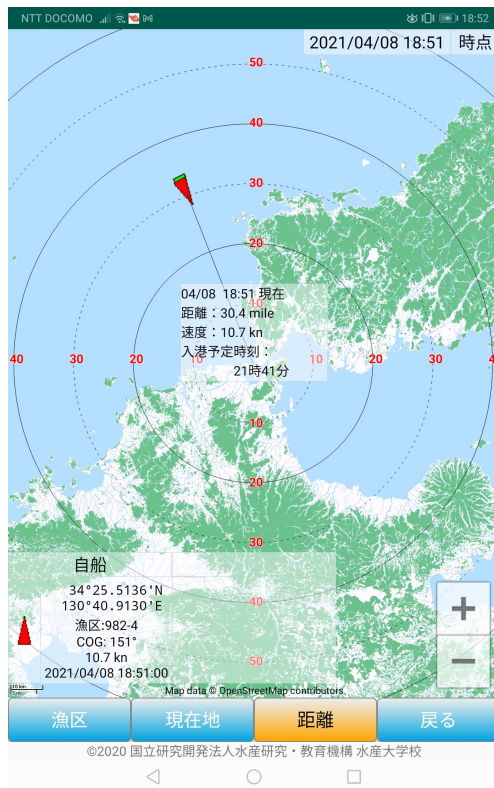 NTT DOCOMO
18:52
2021/04/08 18:51 時点
50
40
30
20
10
04/08 18:51 現在
距離：30.4 mile
速度：10.7 kn
入港予定時刻：
21時41分
40 30 20 10 10 20 30 4
10
20
30
40
50
自船
34°25.5136'N
130°40.9130'E
漁区:982-4
COG: 151°
10.7 kn
2021/04/08 18:51:00
+
−
10 km
Map data © OpenStreetMap contributors
漁区 現在地 距離 戻る
©2020 国立研究開発法人水産研究・教育機構 水産大学校